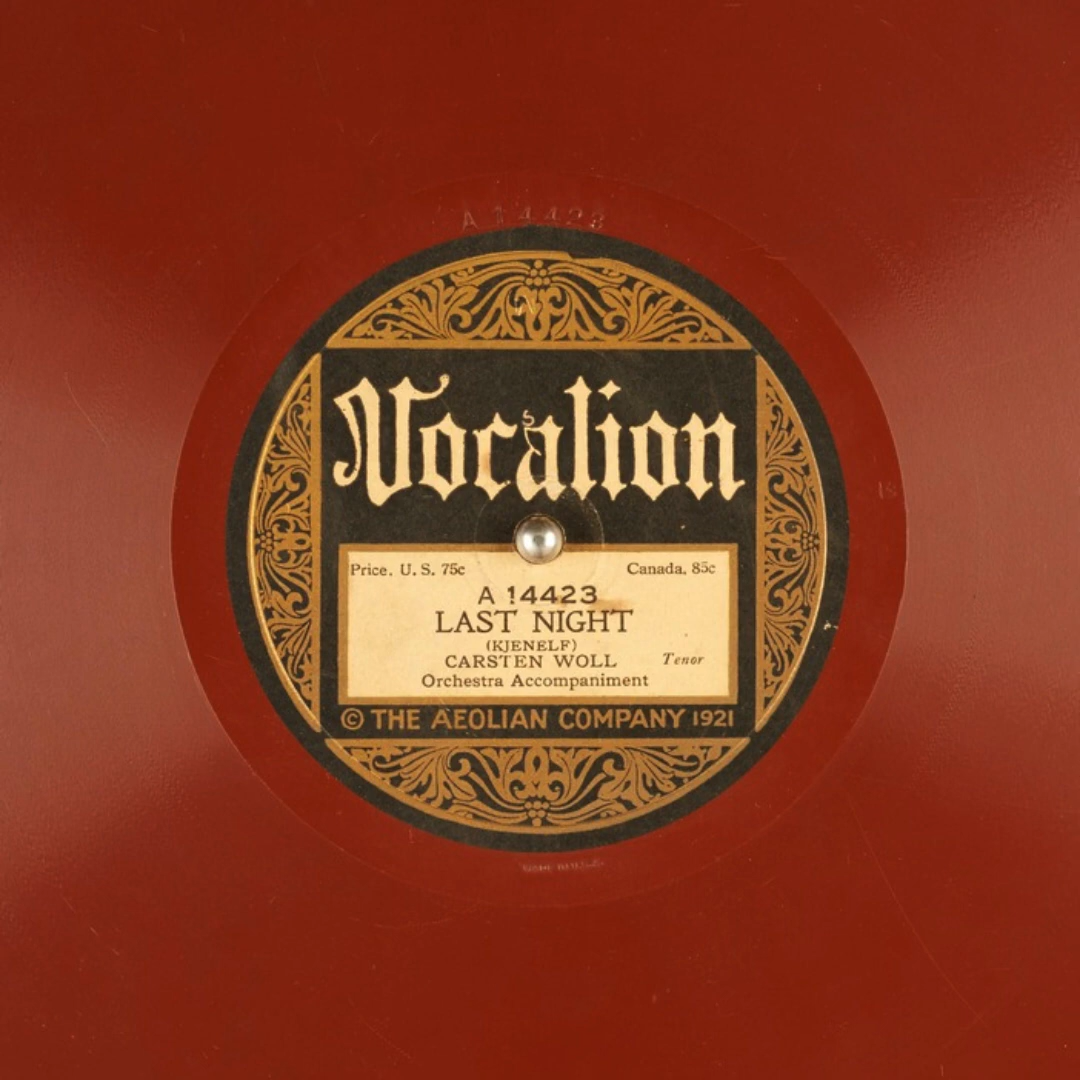 A 14423
Vocalion
Price. U. S. 75c Canada. 85c
A 14423
LAST NIGHT
(KJENELF)
CARSTEN WOLL Tenor
Orchestra Accompaniment
© THE AEOLIAN COMPANY 1921